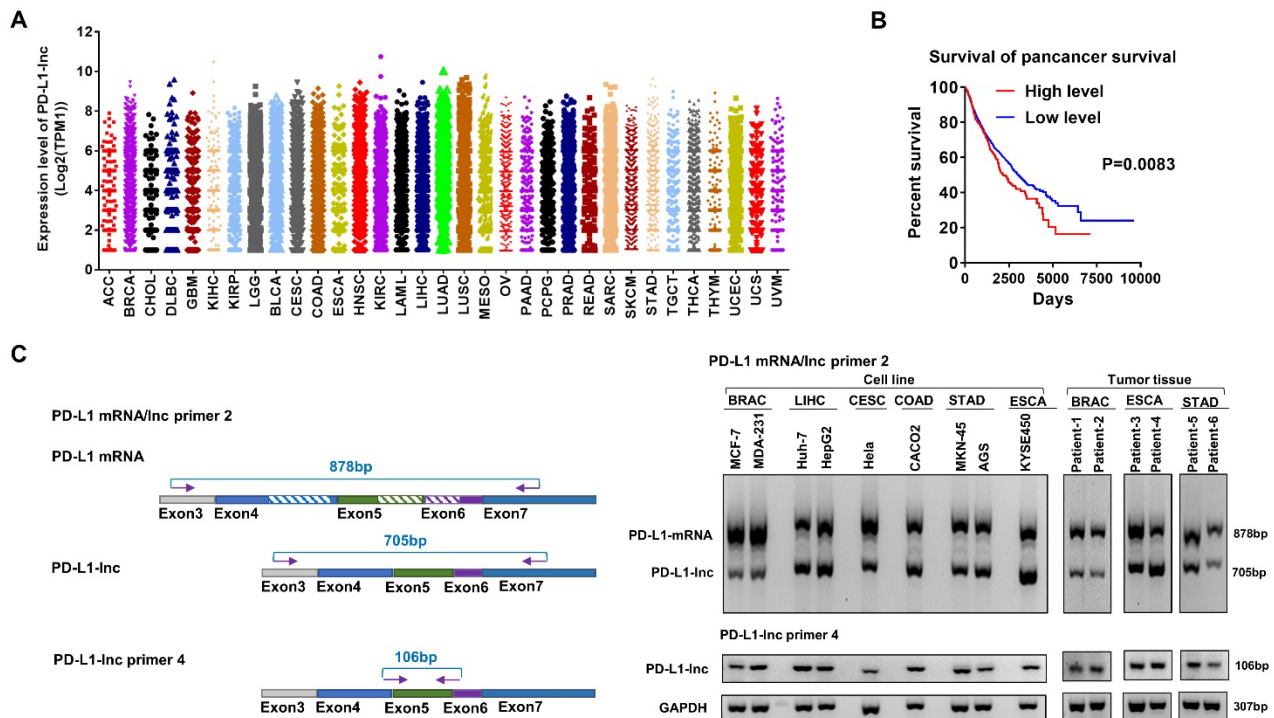 A
Expression level of PD-L1-lnc
(Log2(TPM1))
12
10
8
6
4
2
0
ACC
BRCA
CHOL
DLBC
GBM
KIHC
KIRP
LGG
BLCA
CESC
COAD
ESCA
HNSC
KIRC
LAML
LIHC
LUAD
LUSC
MESO
OV
PAAD
PCPG
PRAD
READ
SARC
SKCM
STAD
TGCT
THCA
THYM
UCEC
UCS
UVM
B
Survival of pancancer survival
High level
Low level
P=0.0083
Percent survival
100
80
60
40
20
0
0 2500 5000 7500 10000
Days
C
PD-L1 mRNA/lnc primer 2
PD-L1 mRNA
878bp
Exon3 Exon4 Exon5 Exon6 Exon7
705bp
PD-L1-lnc
Exon3 Exon4 Exon5 Exon6 Exon7
PD-L1-lnc primer 4
106bp
Exon3 Exon4 Exon5 Exon6 Exon7
PD-L1 mRNA/lnc primer 2
Cell line
Tumor tissue
BRAC LIHC CESC COAD STAD ESCA
BRAC ESCA STAD
MCF-7
MDA-231
Huh-7
HepG2
Hela
CACO2
MKN-45
AGS
KYSE450
Patient-1
Patient-2
Patient-3
Patient-4
Patient-5
Patient-6
PD-L1-mRNA 878bp
PD-L1-lnc 705bp
PD-L1-lnc primer 4
PD-L1-lnc 106bp
GAPDH 307bp